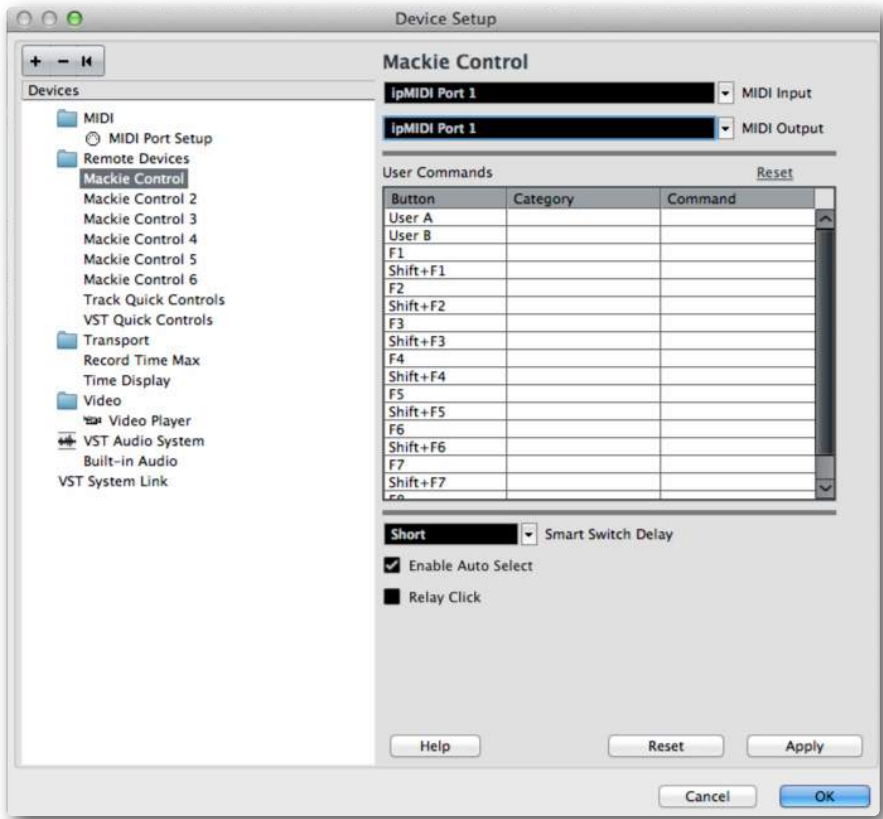 Device Setup
+ -
Devices
MIDI
MIDI Port Setup
Remote Devices
Mackie Control
Mackie Control 2
Mackie Control 3
Mackie Control 4
Mackie Control 5
Mackie Control 6
Track Quick Controls
VST Quick Controls
Transport
Record Time Max
Time Display
Video
Video Player
VST Audio System
Built-in Audio
VST System Link
Mackie Control
ipMIDI Port 1 MIDI Input
ipMIDI Port 1 MIDI Output
User Commands Reset
Button Category Command
User A
User B
F1
Shift+F1
F2
Shift+F2
F3
Shift+F3
F4
Shift+F4
F5
Shift+F5
F6
Shift+F6
F7
Shift+F7
F8
Short Smart Switch Delay
Enable Auto Select
Relay Click
Help Reset Apply
Cancel OK